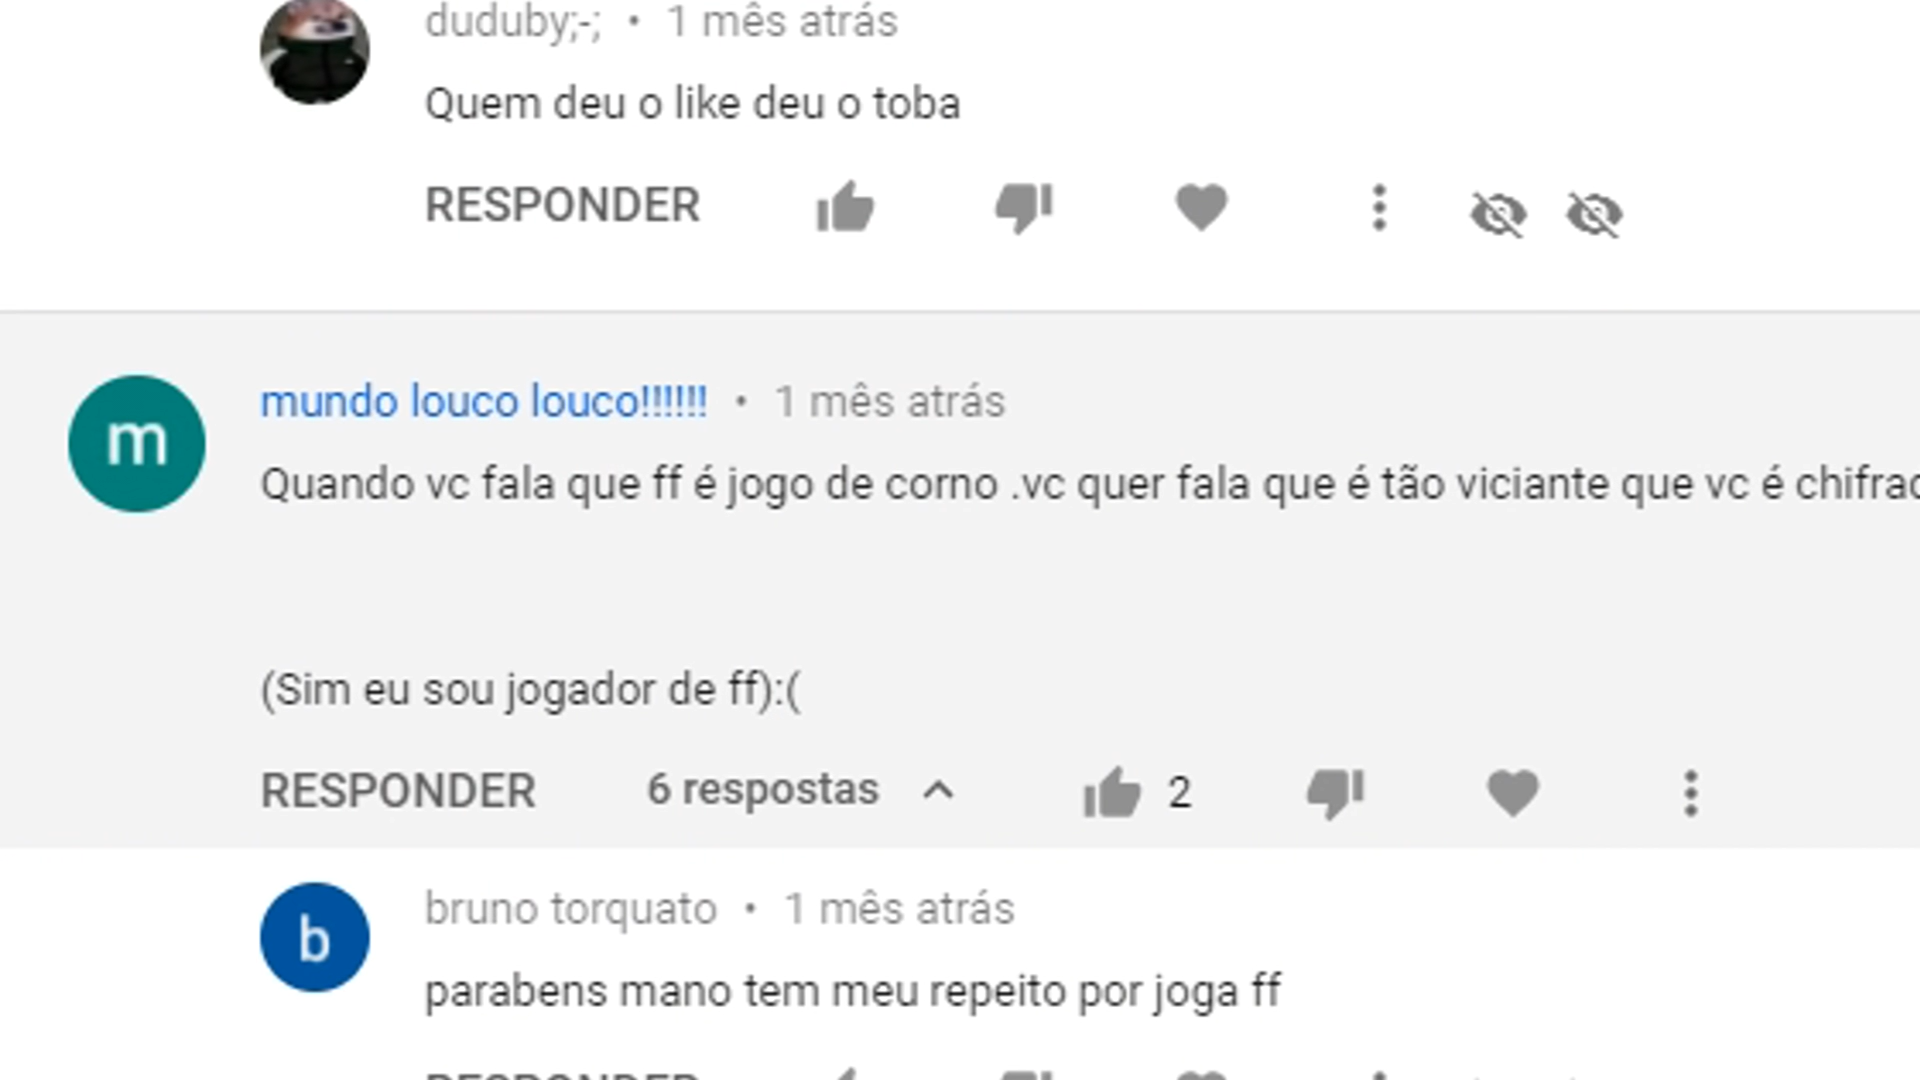 duduby;-; • 1 mês atrás
Quem deu o like deu o toba
RESPONDER
m
mundo louco louco!!!!!! • 1 mês atrás
Quando vc fala que ff é jogo de corno .vc quer fala que é tão viciante que vc é chifrad
(Sim eu sou jogador de ff):(
RESPONDER 6 respostas 2
b
bruno torquato • 1 mês atrás
parabens mano tem meu repeito por joga ff
RESPONDER